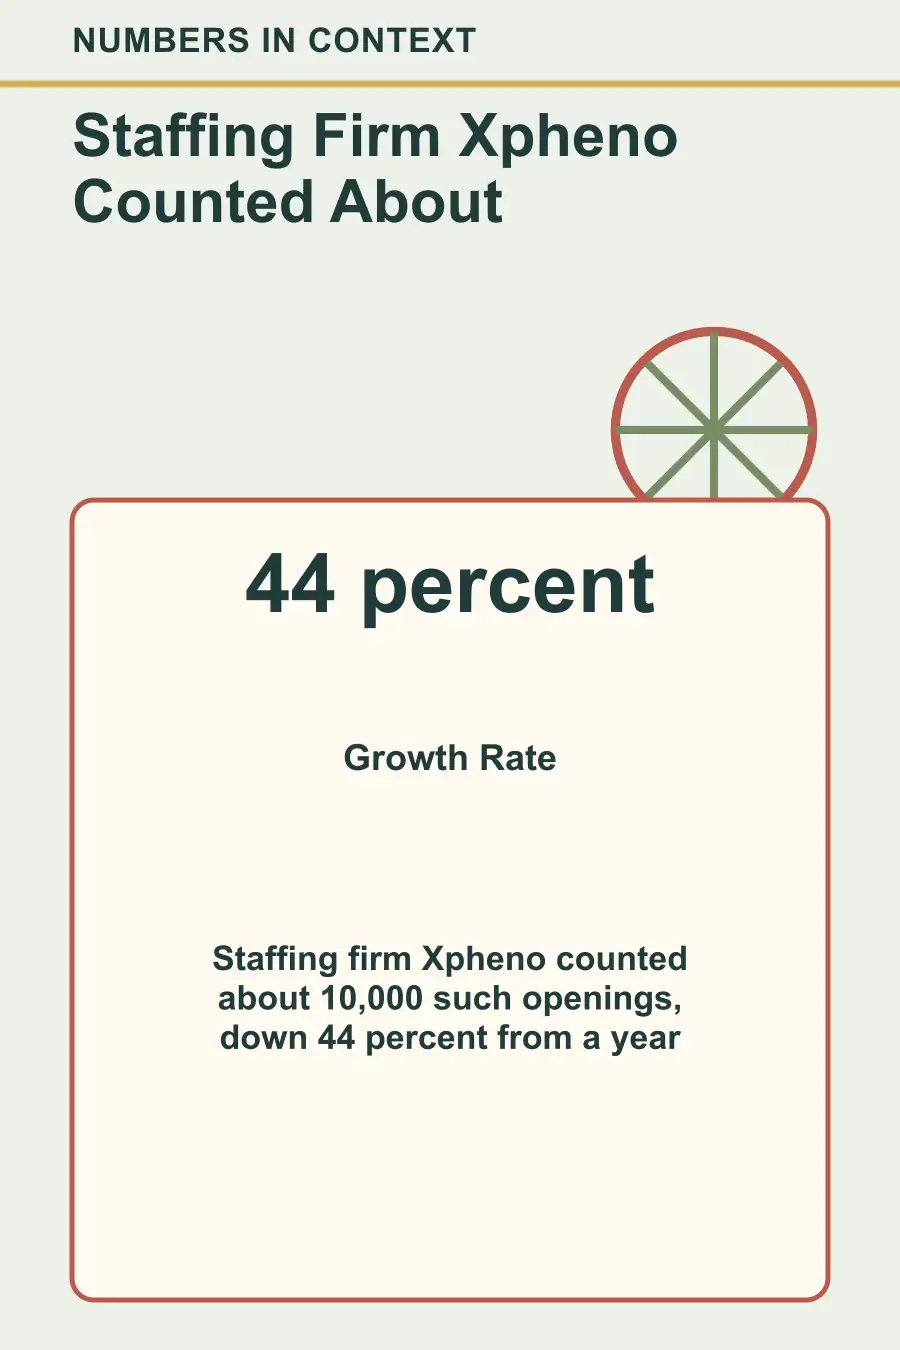 NUMBERS IN CONTEXT
Staffing Firm Xpheno
Counted About
44 percent
Growth Rate
Staffing firm Xpheno counted
about 10,000 such openings,
down 44 percent from a year